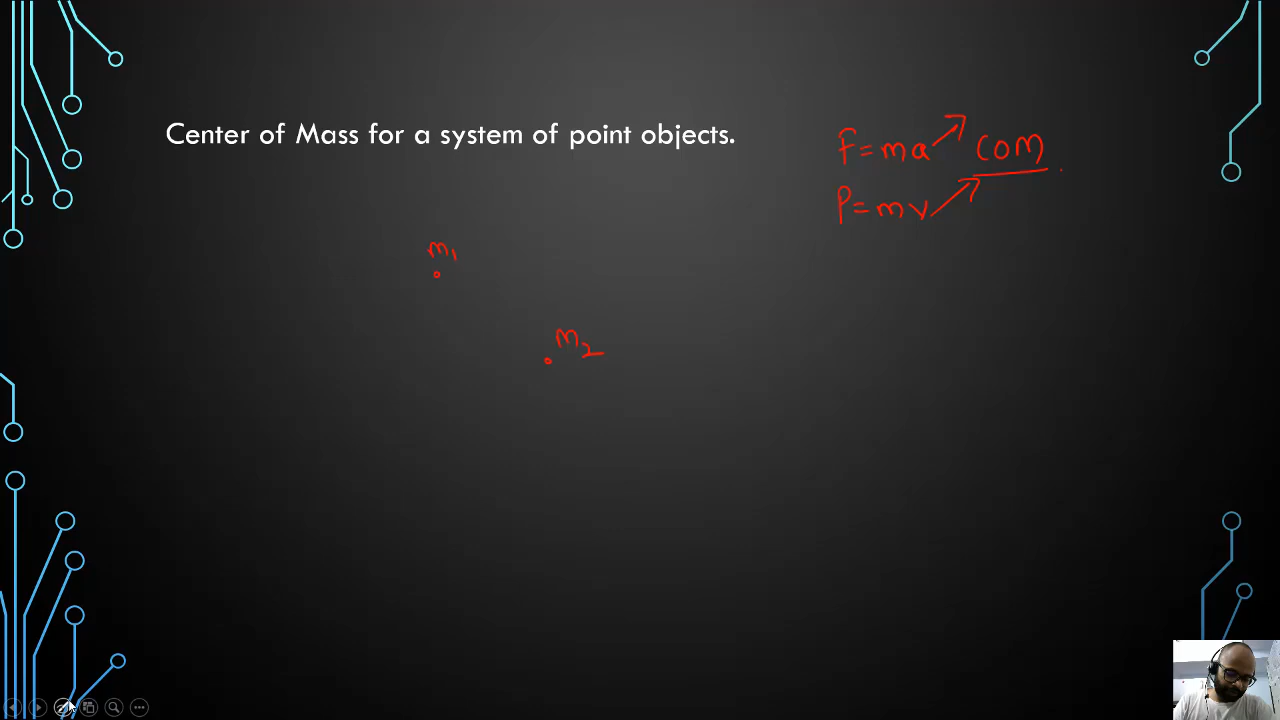 Center of Mass for a system of point objects.
F=ma COM
P=mv
m1
m2